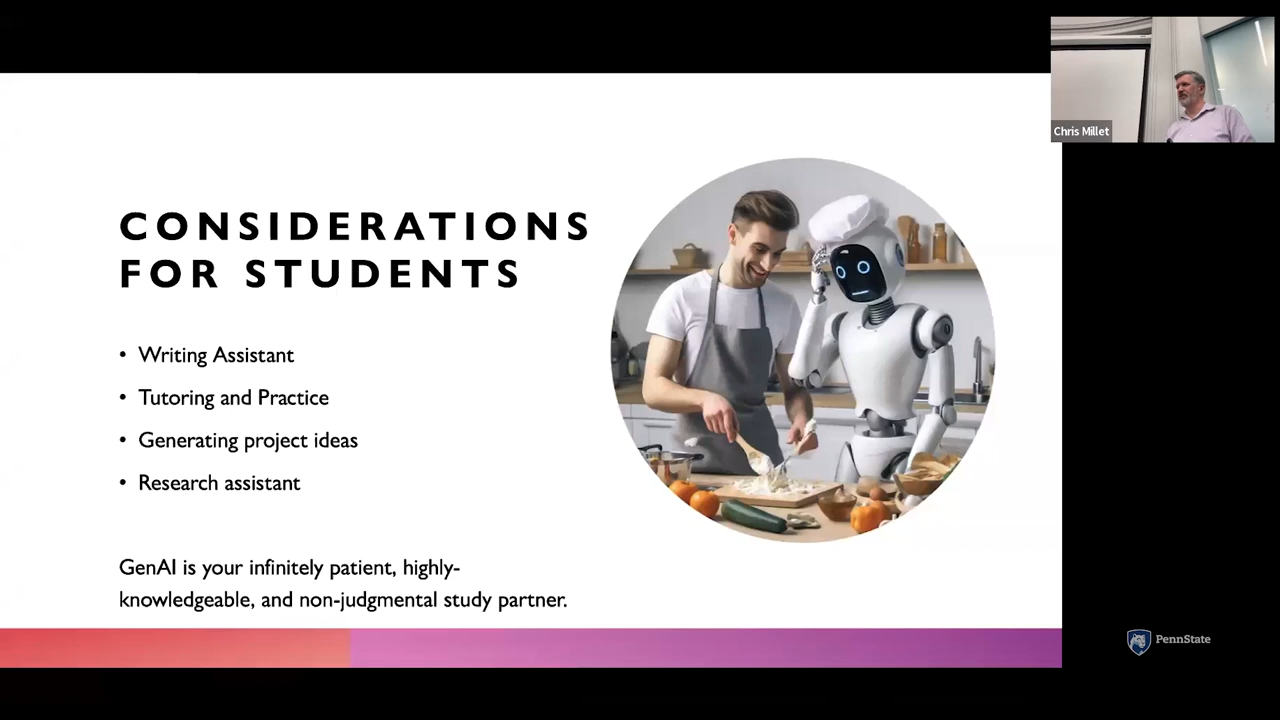 Chris Millet
CONSIDERATIONS
FOR STUDENTS
• Writing Assistant
• Tutoring and Practice
• Generating project ideas
• Research assistant
GenAI is your infinitely patient, highly-
knowledgeable, and non-judgmental study partner.
PennState